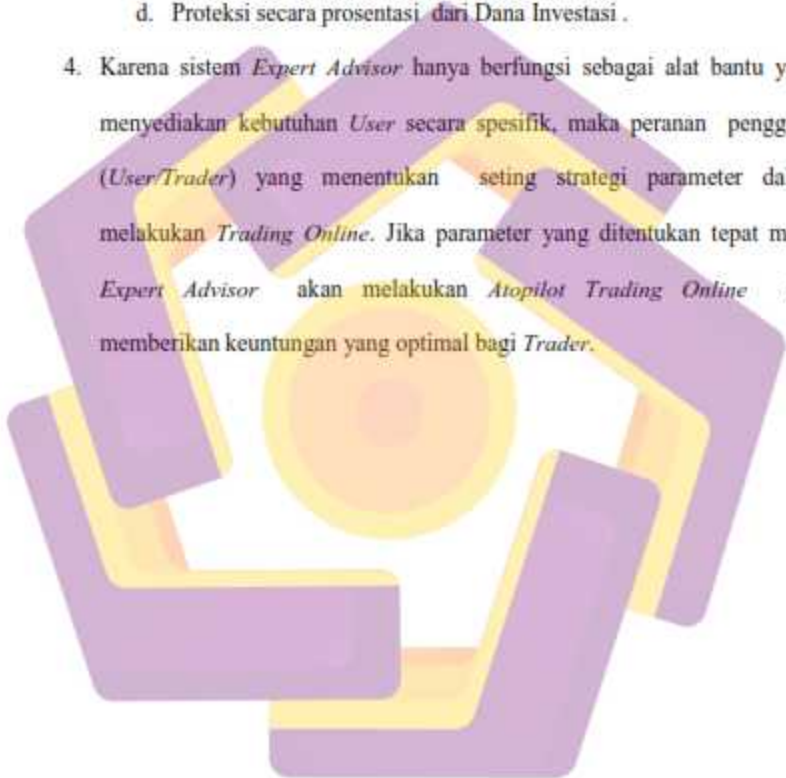 d. Proteksi secara prosentasi dari Dana Investasi .
4. Karena sistem Expert Advisor hanya berfungsi sebagai alat bantu y
menyediakan kebutuhan User secara spesifik, maka peranan pengg
(User/Trader) yang menentukan seting strategi parameter da
melakukan Trading Online. Jika parameter yang ditentukan tepat m
Expert Advisor akan melakukan Atopilot Trading Online
memberikan keuntungan yang optimal bagi Trader.